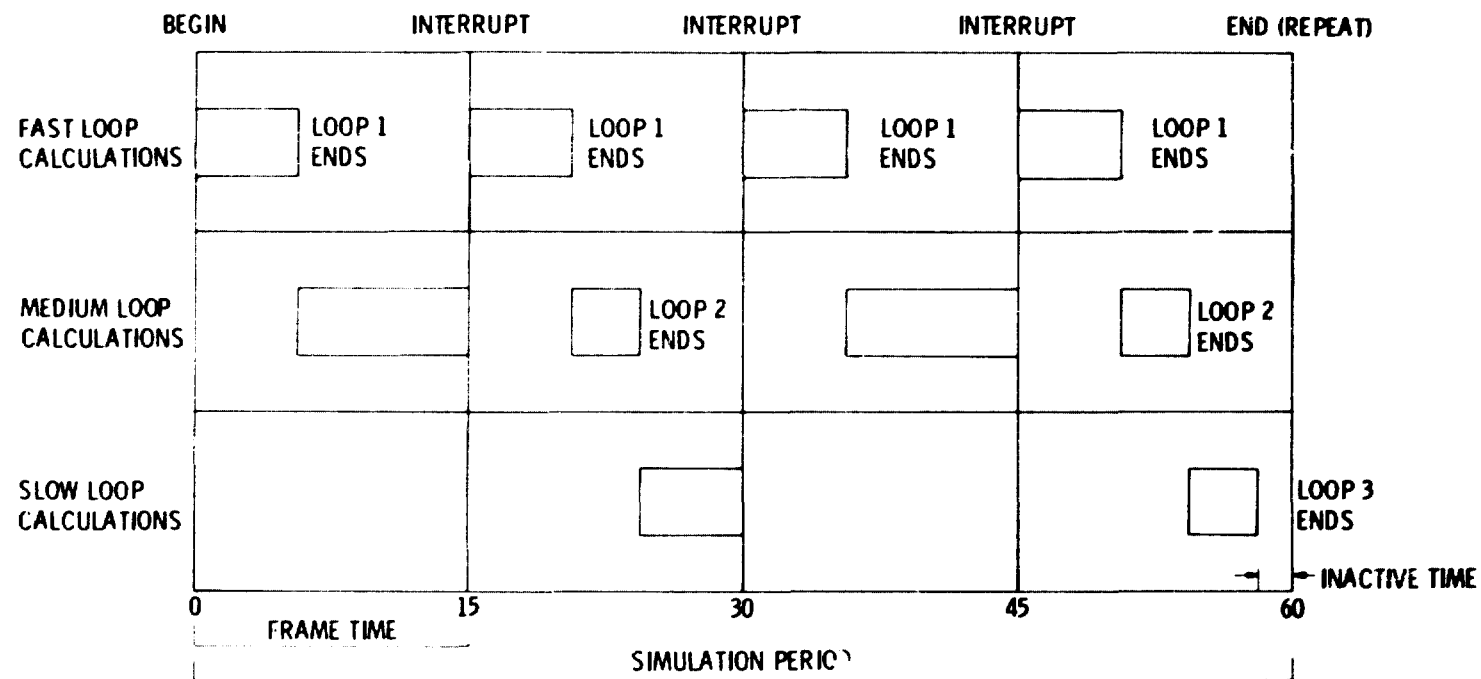 BEGIN INTERRUPT INTERRUPT INTERRUPT END (REPEAT)
FAST LOOP
CALCULATIONS
LOOP 1
ENDS
LOOP 1
ENDS
LOOP 1
ENDS
LOOP 1
ENDS
MEDIUM LOOP
CALCULATIONS
LOOP 2
ENDS
LOOP 2
ENDS
SLOW LOOP
CALCULATIONS
LOOP 3
ENDS
INACTIVE TIME
0 15 30 45 60
FRAME TIME
SIMULATION PERIOD